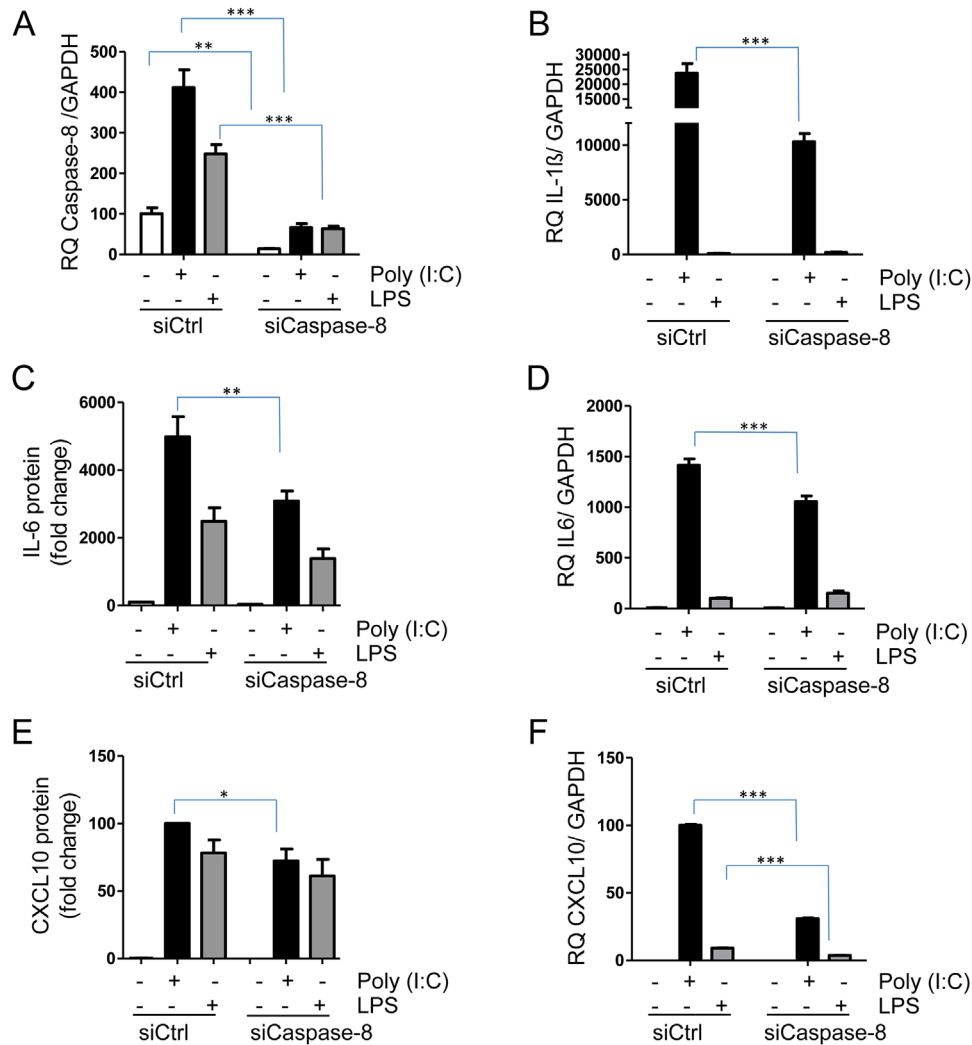 A
RQ Caspase-8 /GAPDH
500
400
300
200
100
0
***
**
***
- + - - + - Poly (I:C)
- - + - - + LPS
siCtrl siCaspase-8
B
RQ IL-1ß/ GAPDH
30000
25000
20000
15000
10000
5000
0
***
- + - - + - Poly (I:C)
- - + - - + LPS
siCtrl siCaspase-8
C
IL-6 protein
(fold change)
6000
4000
2000
0
**
- + - - + - Poly (I:C)
- - + - - + LPS
siCtrl siCaspase-8
D
RQ IL6/ GAPDH
2000
1500
1000
500
0
***
- + - - + - Poly (I:C)
- - + - - + LPS
siCtrl siCaspase-8
E
CXCL10 protein
(fold change)
150
100
50
0
*
- + - - + - Poly (I:C)
- - + - - + LPS
siCtrl siCaspase-8
F
RQ CXCL10/ GAPDH
150
100
50
0
***
***
- + - - + - Poly (I:C)
- - + - - + LPS
siCtrl siCaspase-8